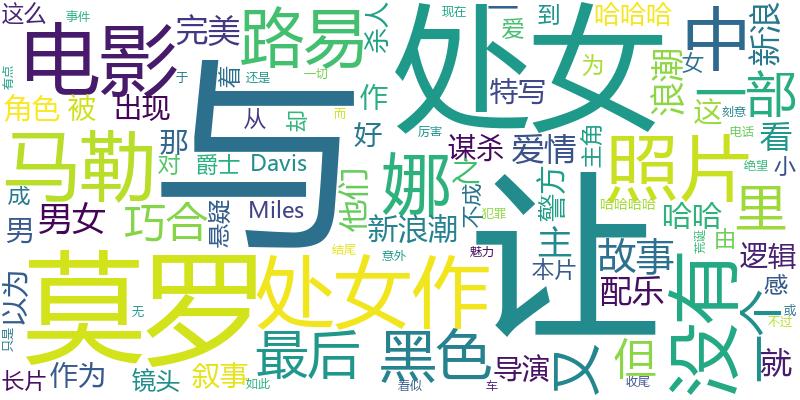 这么
事件
电影
完美
路易
杀人
一
现在
爱
到
哈哈哈
处女
中
新浪
有点
于
着
还是
一切
为
女
浪潮
特写
一部
角色
被
出现
作
而
从
却
与
让
马勒
那
好
厉害
谋杀
爱情
主角
这
刻意
看
照片
电话
绝望
小
对
爵士
Davis
娜
之
他们
成
男
男女
巧合
悬疑
Miles
新浪潮
不成
犯罪
警方
主
哈哈哈哈
哈哈
里
由
故事
逻辑
莫罗
处女作
结尾
意外
魅力
本片
配乐
没有
个
感
或
不过
以为
无
只是
最后
黑色
又
但
就
长片
作为
镜头
叙事
如此
着似
导演
车
收尾